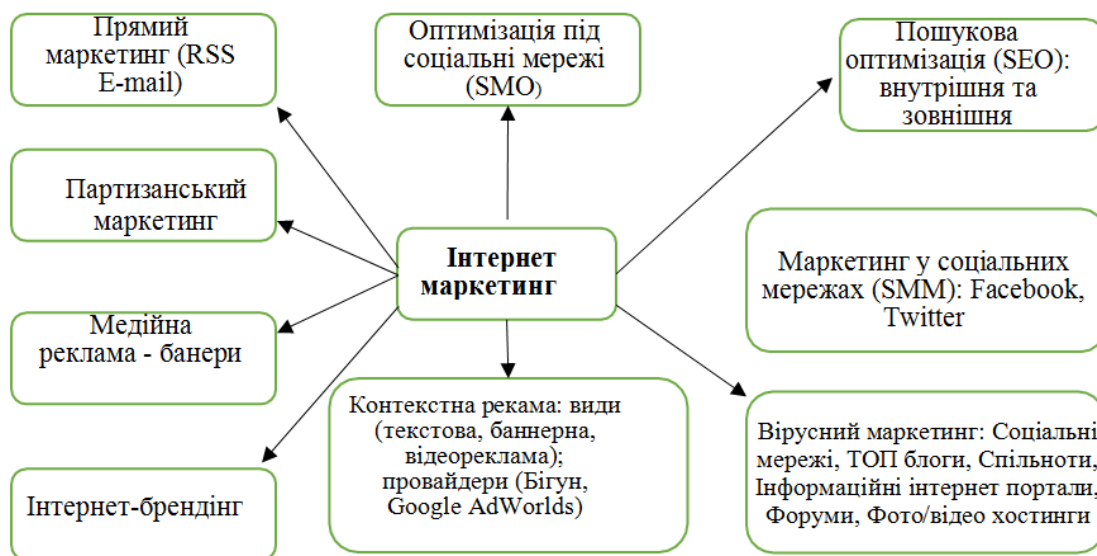 Прямий
маркетинг (RSS
E-mail)
Оптимізація під
соціальні мережі
(SMO)
Пошукова
оптимізація (SEO):
внутрішня та
зовнішня
Партизанський
маркетинг
Інтернет
маркетинг
Маркетинг у соціальних
мережах (SMM): Facebook,
Twitter
Медійна
реклама - банери
Контекстна рекама: види
(текстова, баннерна,
відеореклама);
провайдери (Бігун,
Google AdWorlds)
Вірусний маркетинг: Соціальні
мережі, ТОП блоги, Спільноти,
Інформаційні інтернет портали,
Форуми, Фото/відео хостинги
Інтернет-брендінг